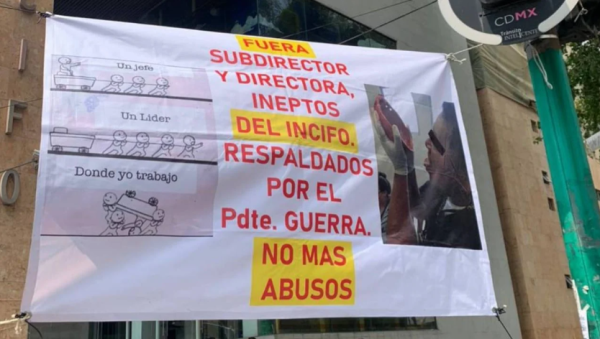 Un jefe
Un Lider
Donde yo trabajo
FUERA
SUBDIRECTOR
Y DIRECTORA,
INEPTOS
DEL INCIFO.
RESPALDADOS
POR EL
Pdte. GUERRA.
NO MAS
ABUSOS
CDMX
F
O